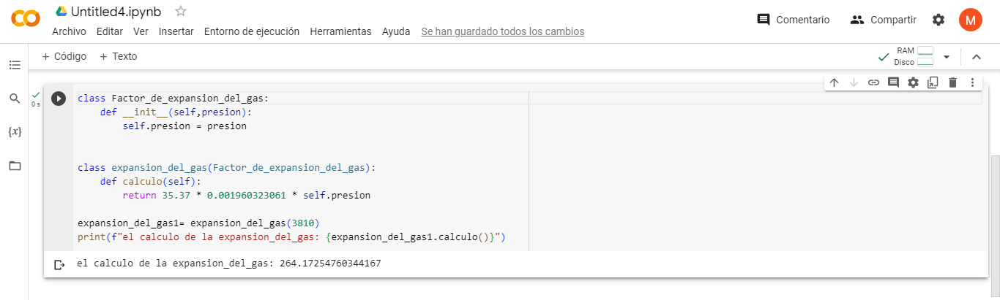 Untitled4.ipynb
Comentario Compartir M
Archivo Editar Ver Insertar Entorno de ejecución Herramientas Ayuda Se han guardado todos los cambios
+ Código + Texto
RAM
Disco
{x}
0 s
class Factor_de_expansion_del_gas:
    def __init__(self,presion):
        self.presion = presion
class expansion_del_gas(Factor_de_expansion_del_gas):
    def calculo(self):
        return 35.37 * 0.001960323061 * self.presion
expansion_del_gas1= expansion_del_gas(3810)
print(f"el calculo de la expansion_del_gas: {expansion_del_gas1.calculo()}")
el calculo de la expansion_del_gas: 264.17254760344167